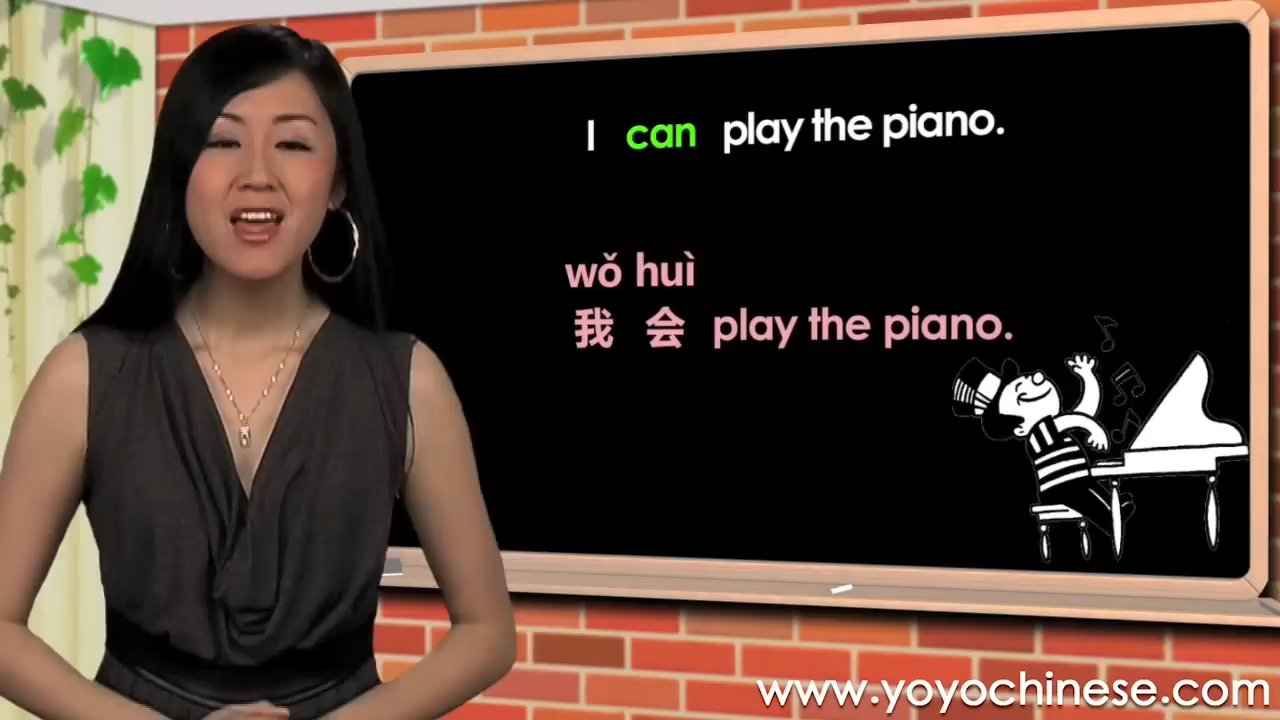 I can play the piano.
wǒ huì
我 会 play the piano.
www.yoyochinese.com